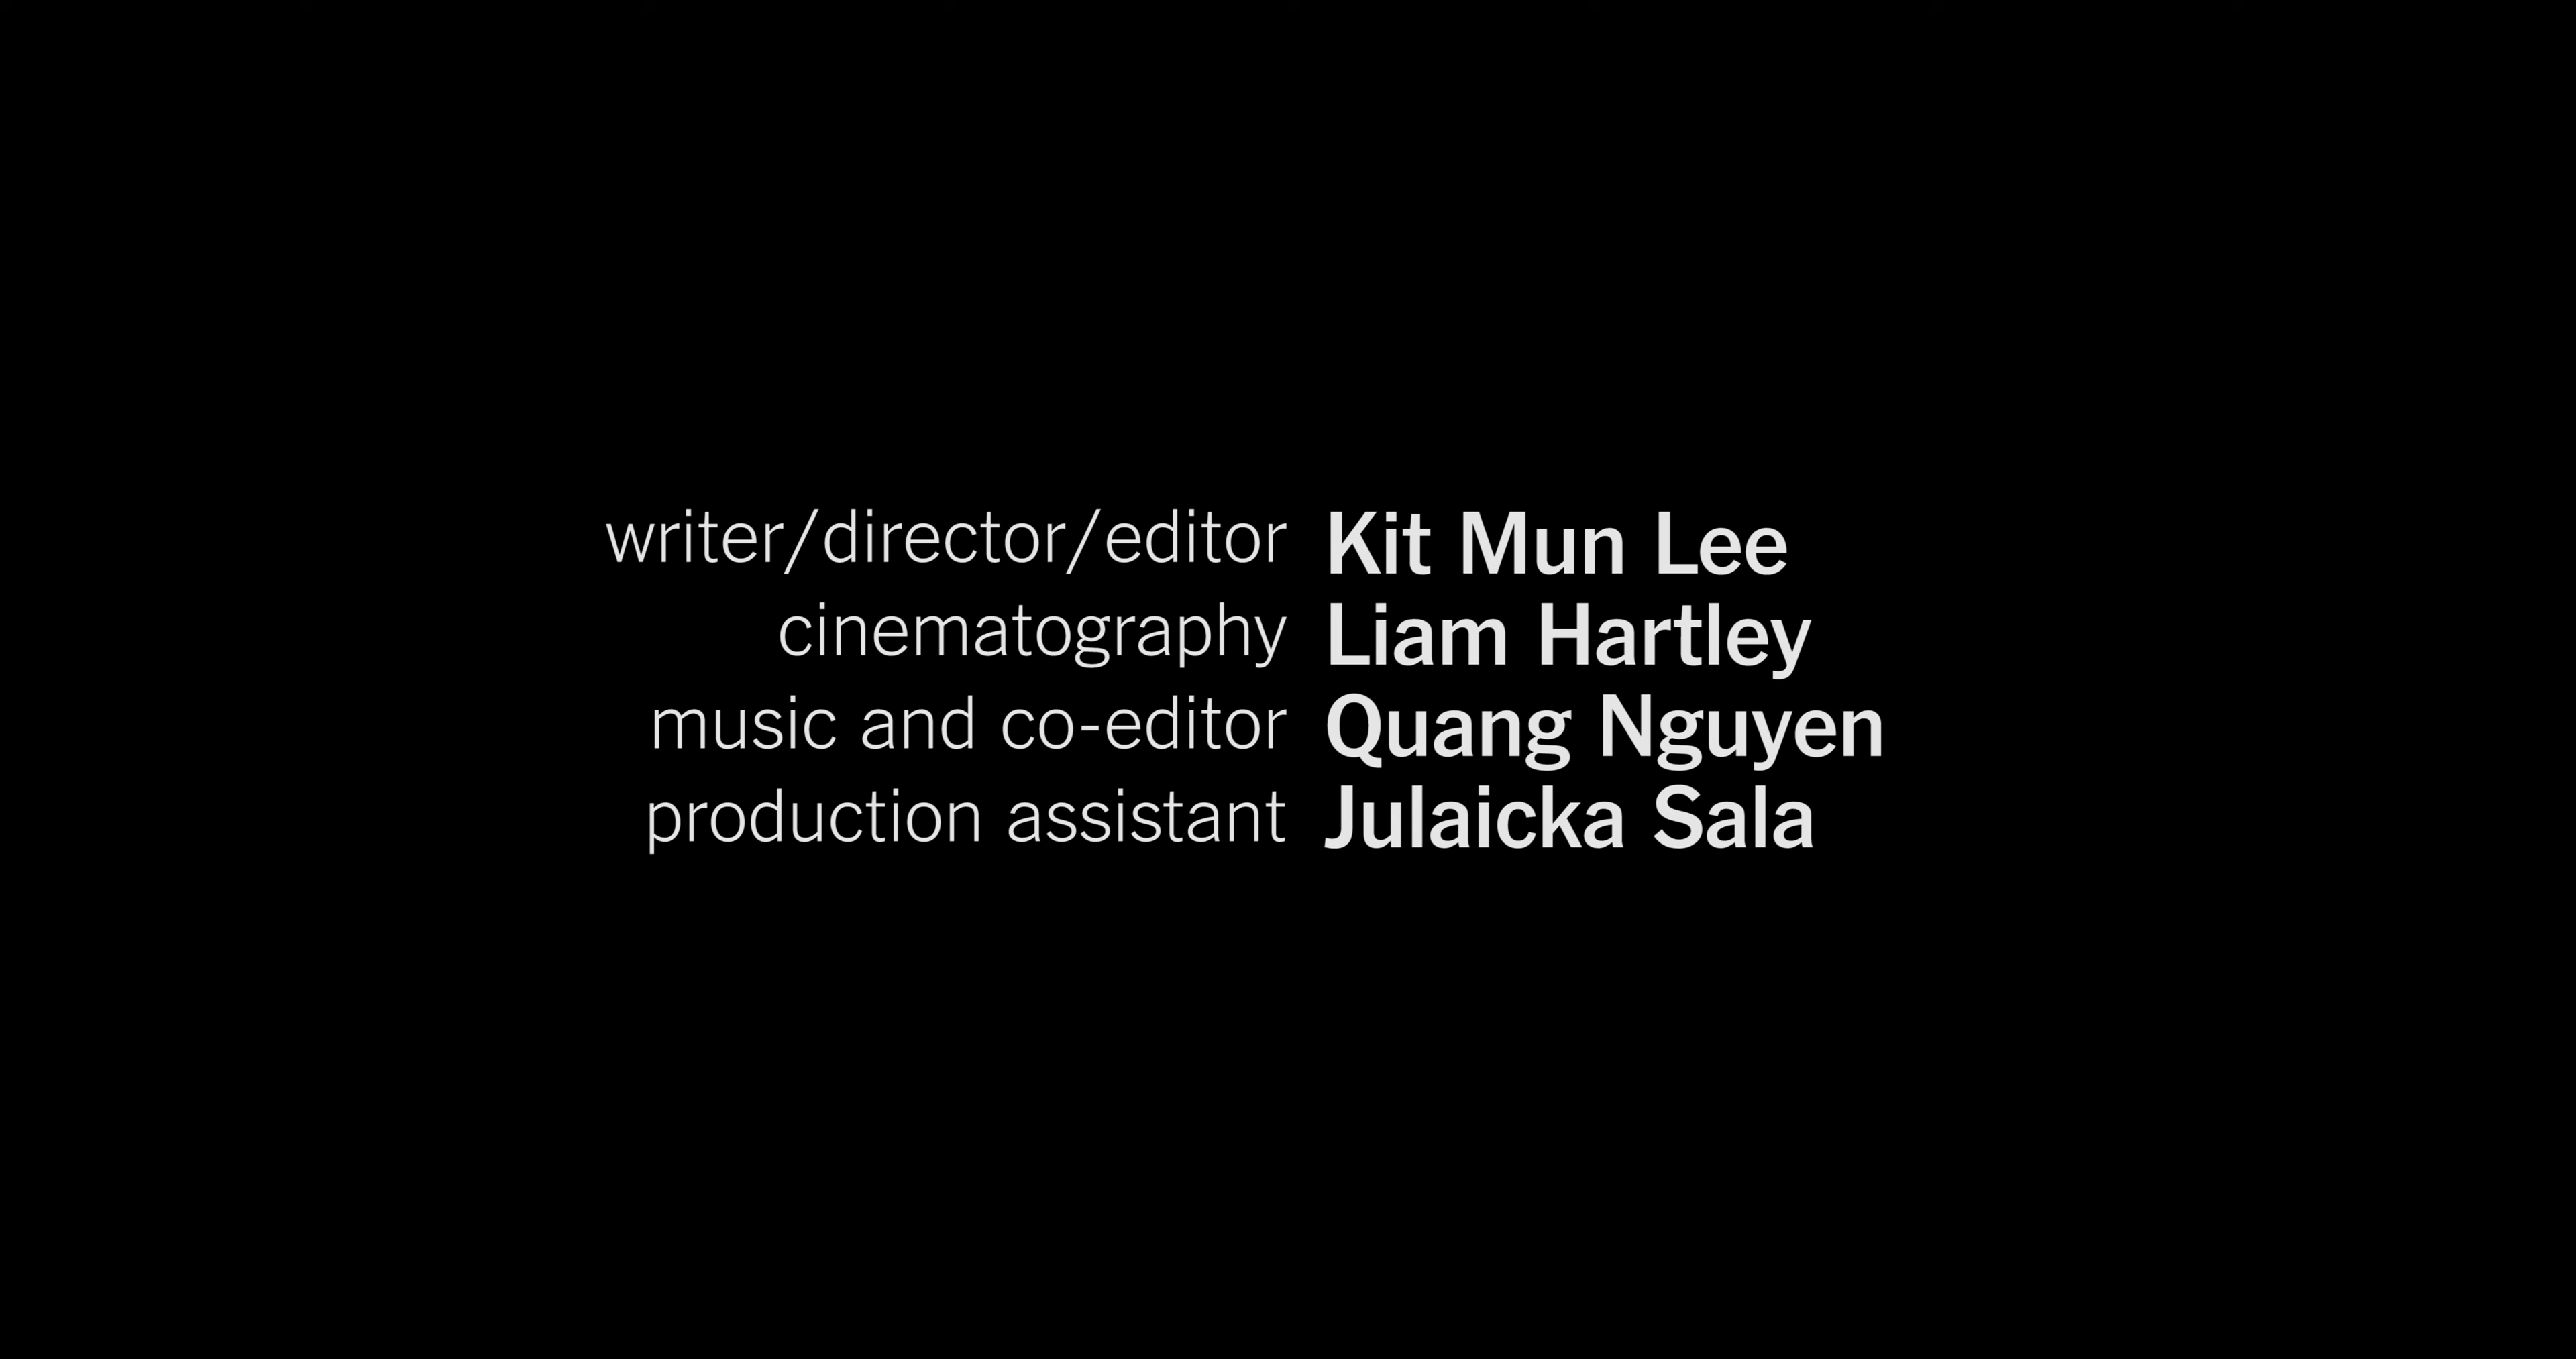 writer/director/editor Kit Mun Lee
cinematography Liam Hartley
music and co-editor Quang Nguyen
production assistant Julaicka Sala